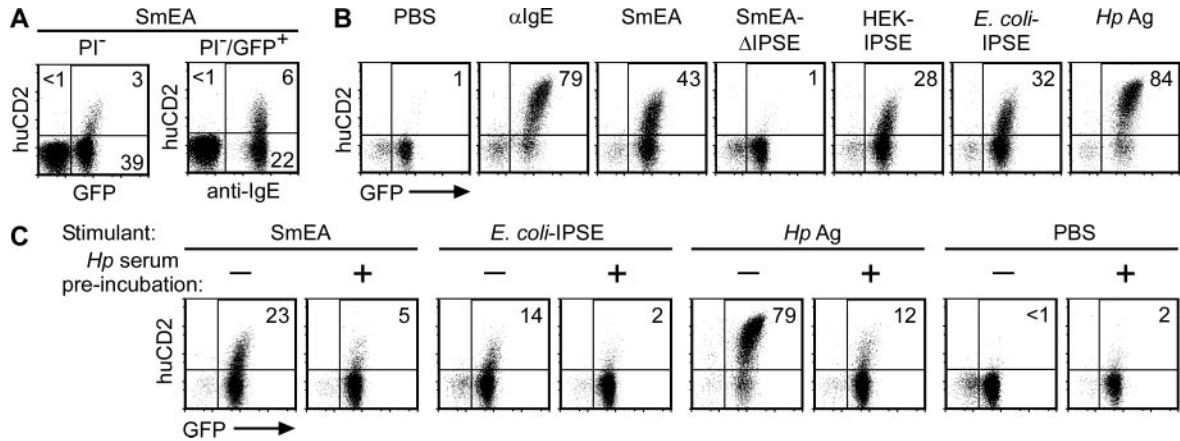 A
SmEA
PI⁻
PI⁻/GFP⁺
huCD2
<1
3
39
GFP
huCD2
<1
6
22
anti-IgE
B
PBS
αIgE
SmEA
SmEA-
ΔIPSE
HEK-
IPSE
E. coli-
IPSE
Hp Ag
huCD2
1
79
43
1
28
32
84
GFP
C
Stimulant:
SmEA
E. coli-IPSE
Hp Ag
PBS
Hp serum
pre-incubation:
− + − + − + − +
huCD2
23
5
14
2
79
12
<1
2
GFP